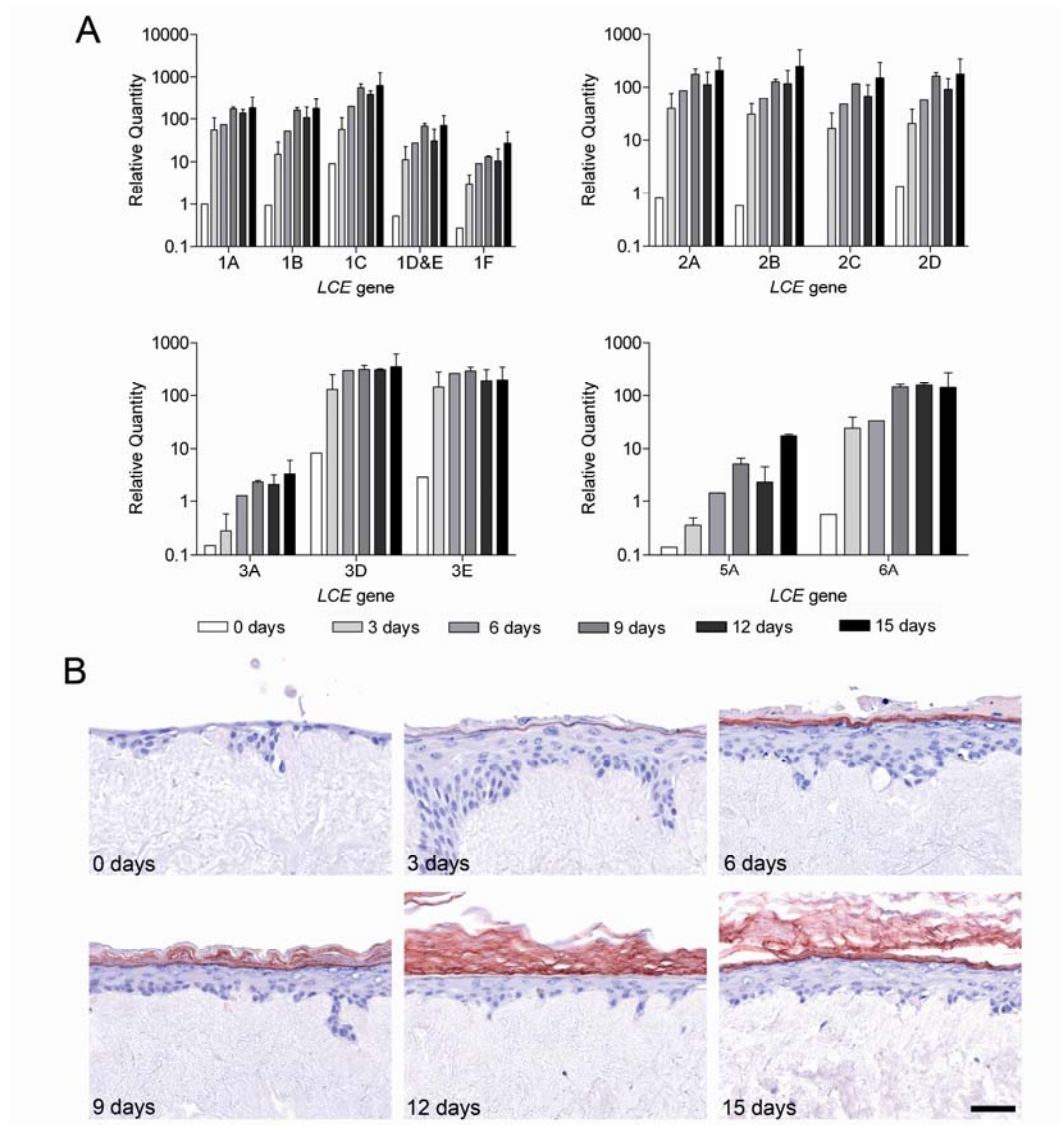 A
Relative Quantity
10000
1000
100
10
1
0.1
1A 1B 1C 1D&E 1F
LCE gene
Relative Quantity
1000
100
10
1
0.1
2A 2B 2C 2D
LCE gene
Relative Quantity
1000
100
10
1
0.1
3A 3D 3E
LCE gene
Relative Quantity
1000
100
10
1
0.1
5A 6A
LCE gene
0 days 3 days 6 days 9 days 12 days 15 days
B
0 days 3 days 6 days
9 days 12 days 15 days